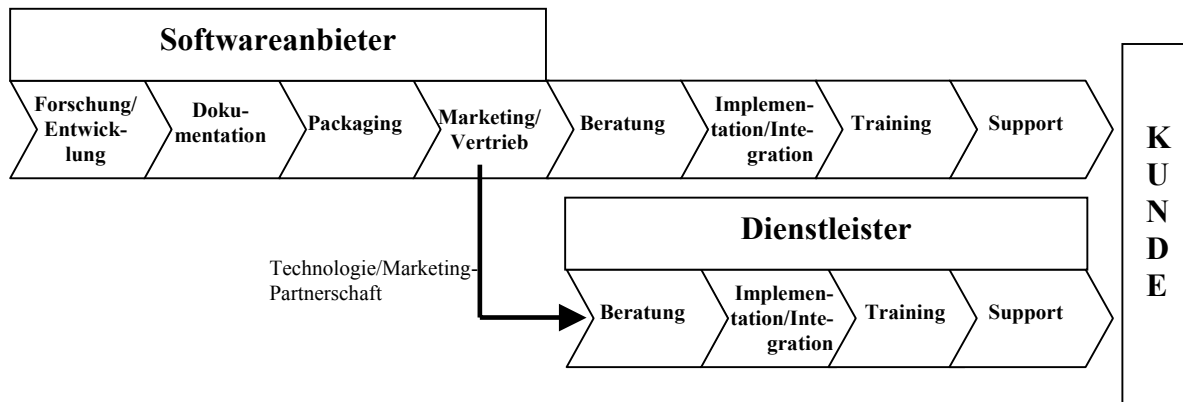 Softwareanbieter
Forschung/
Entwick-
lung
Doku-
mentation
Packaging
Marketing/
Vertrieb
Beratung
Implemen-
tation/Inte-
gration
Training
Support
Dienstleister
Technologie/Marketing-
Partnerschaft
Beratung
Implemen-
tation/Inte-
gration
Training
Support
K
U
N
D
E